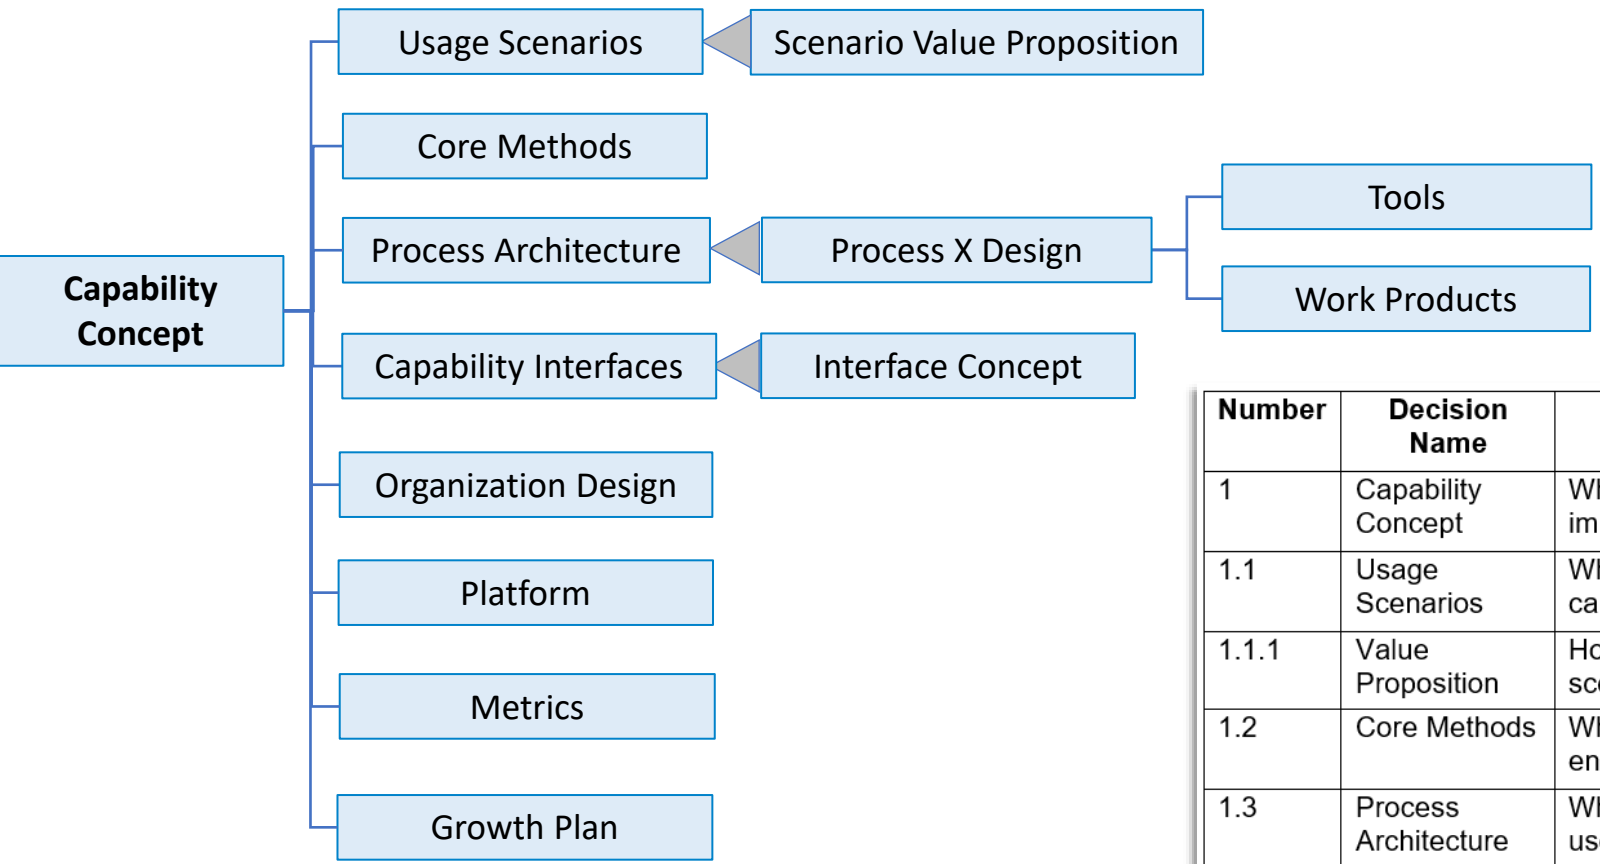 Usage Scenarios
Scenario Value Proposition
Core Methods
Tools
Process Architecture
Process X Design
Work Products
Capability
Concept
Capability Interfaces
Interface Concept
Organization Design
Platform
Metrics
Growth Plan
Number Decision
Name
1 Capability
Concept
1.1 Usage
Scenarios
1.1.1 Value
Proposition
1.2 Core Methods
1.3 Process
Architecture